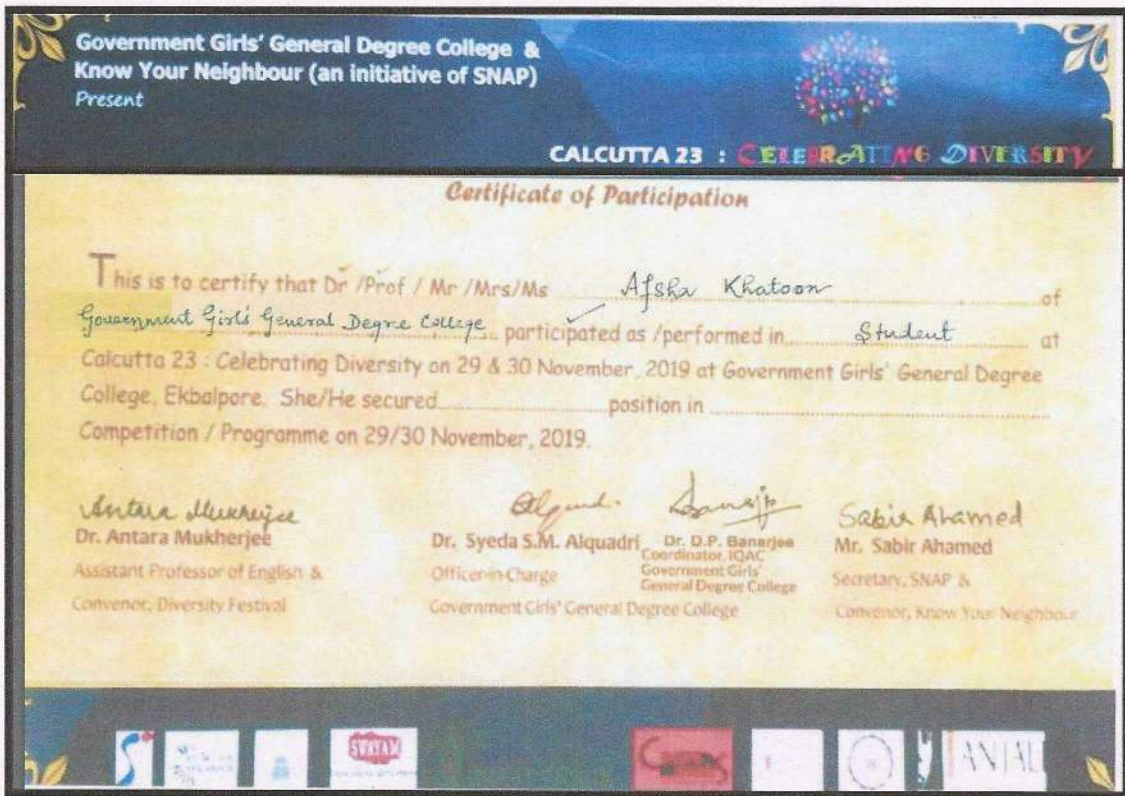 Government Girls' General Degree College &
Know Your Neighbour (an initiative of SNAP)
Present
CALCUTTA 23 : CELEBRATING DIVERSITY
Certificate of Participation
This is to certify that Dr /Prof / Mr /Mrs/Ms Afsha Khatoon of
Government Girls' General Degree College participated as /performed in Student at
Calcutta 23 : Celebrating Diversity on 29 & 30 November, 2019 at Government Girls' General Degree
College, Ekbalpore. She/He secured position in
Competition / Programme on 29/30 November, 2019.
Antara Mukherjee
Sabir Ahamed
Dr. Antara Mukherjee
Assistant Professor of English &
Convenor, Diversity Festival
Dr. Syeda S.M. Alquadri
Officer-in-Charge
Government Girls' General Degree College
Dr. D.P. Banerjee
Coordinator, IQAC
Government Girls'
General Degree College
Mr. Sabir Ahamed
Secretary, SNAP &
Convenor, Know Your Neighbour
SWAYAM